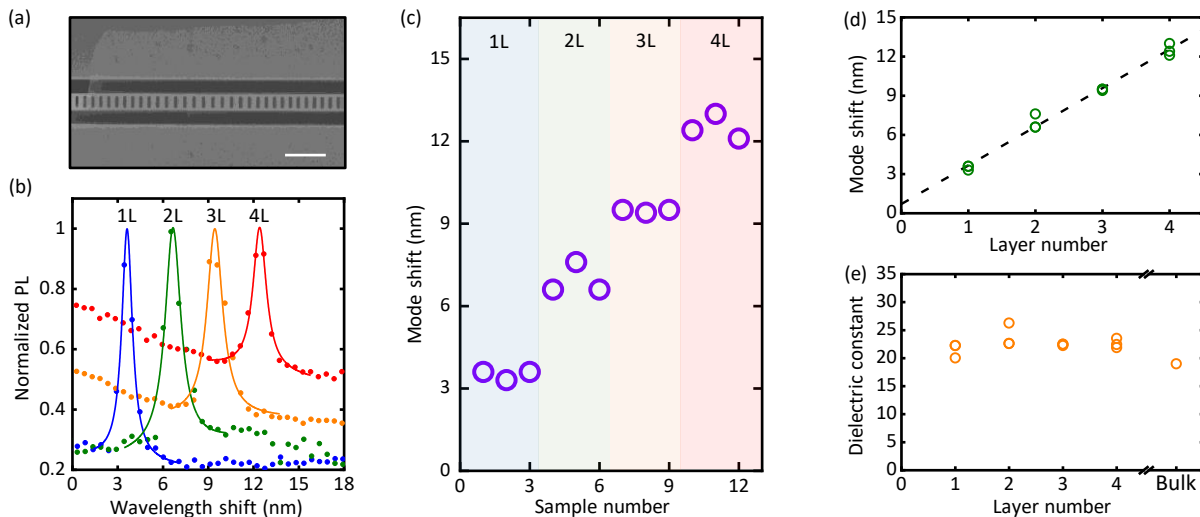 (a)
(b)
1L 2L 3L 4L
Normalized PL
1
0.8
0.6
0.4
0.2
0 3 6 9 12 15 18
Wavelength shift (nm)
(c)
1L 2L 3L 4L
Mode shift (nm)
15
12
9
6
3
0
0 3 6 9 12
Sample number
(d)
Mode shift (nm)
12
9
6
3
0
0 1 2 3 4
Layer number
(e)
Dielectric constant
35
30
25
20
15
10
5
0
0 1 2 3 4 Bulk
Layer number